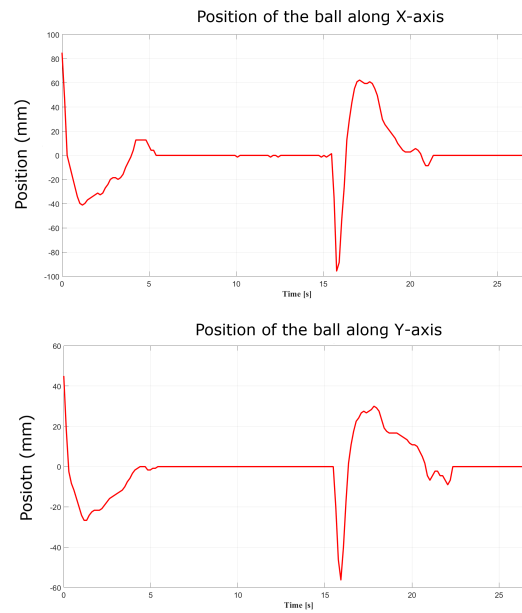 Position of the ball along X-axis
Position (mm)
100
80
60
40
20
0
-20
-40
-60
-80
-100
0 5 10 15 20 25
Time [s]
Position of the ball along Y-axis
Posiotn (mm)
60
40
20
0
-20
-40
-60
0 5 10 15 20 25
Time [s]